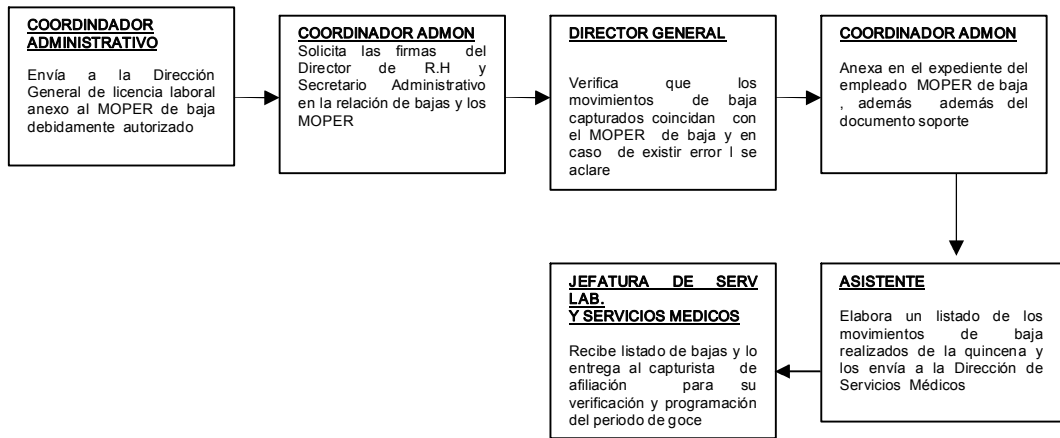 COORDINDADOR
ADMINISTRATIVO
Envía a la Dirección
General de licencia laboral
anexo al MOPER de baja
debidamente autorizado
COORDINADOR ADMON
Solicita las firmas del
Director de R.H y
Secretario Administrativo
en la relación de bajas y los
MOPER
DIRECTOR GENERAL
Verifica que los
movimientos de baja
capturados coincidan con
el MOPER de baja y en
caso de existir error l se
aclare
COORDINADOR ADMON
Anexa en el expediente del
empleado MOPER de baja
, además además del
documento soporte
JEFATURA DE SERV
LAB.
Y SERVICIOS MEDICOS
Recibe listado de bajas y lo
entrega al capturista de
afiliación para su
verificación y programación
del periodo de goce
ASISTENTE
Elabora un listado de los
movimientos de baja
realizados de la quincena y
los envía a la Dirección de
Servicios Médicos